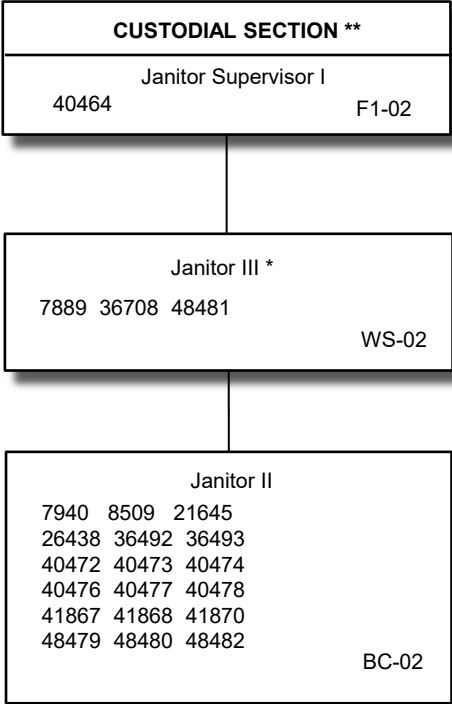 CUSTODIAL SECTION **
Janitor Supervisor I
40464
F1-02
Janitor III *
7889 36708 48481
WS-02
Janitor II
7940 8509 21645
26438 36492 36493
40472 40473 40474
40476 40477 40478
41867 41868 41870
48479 48480 48482
BC-02